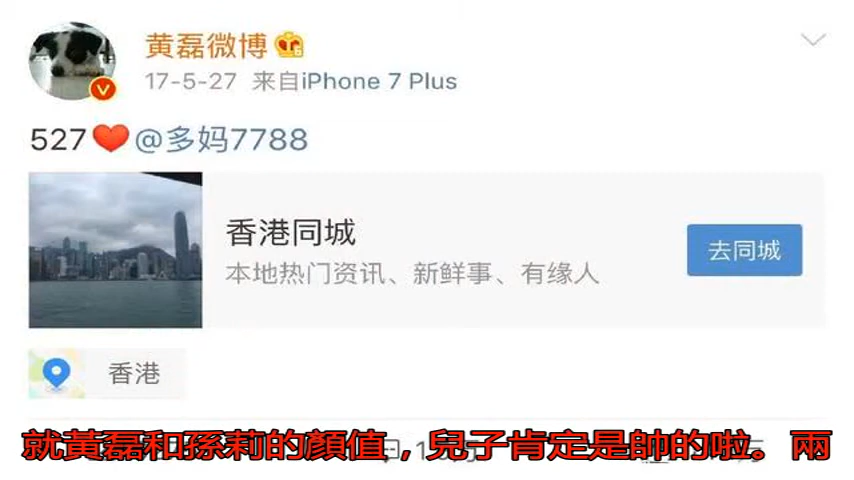 黄磊微博
17-5-27 来自iPhone 7 Plus
527❤️@多妈7788
香港同城
本地热门资讯、新鲜事、有缘人
去同城
香港
就黃磊和孫莉的顏值，兒子肯定是帥的啦。兩